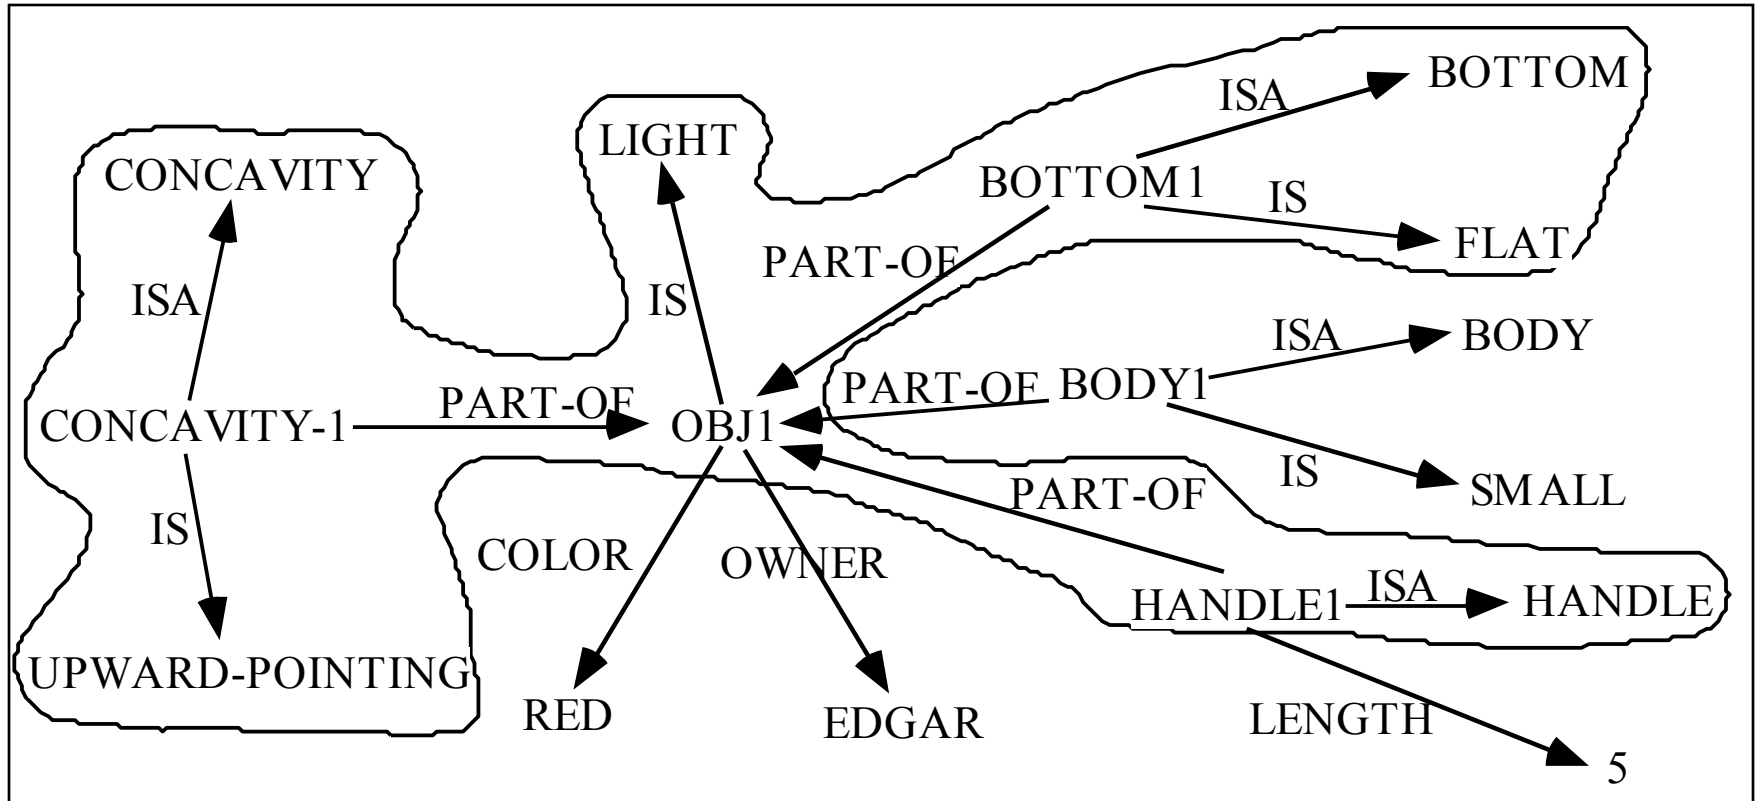 BOTTOM
ISA
LIGHT
CONCAVITY
BOTTOM1
IS
FLAT
PART-OF
ISA
IS
ISA
BODY
PART-OF
BODY1
PART-OF
CONCAVITY-1
OBJ1
IS
SMALL
PART-OF
IS
COLOR
OWNER
ISA
HANDLE1
HANDLE
UPWARD-POINTING
RED
EDGAR
LENGTH
5